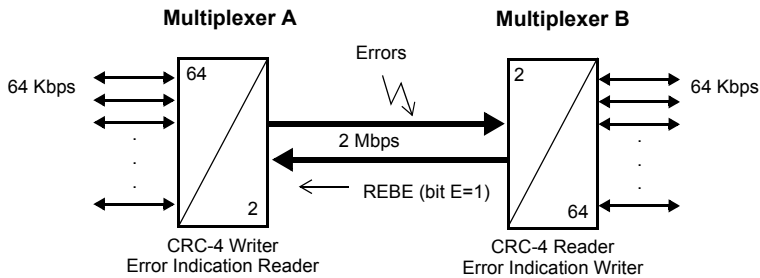 Multiplexer A
Multiplexer B
Errors
64
2
64 Kbps
64 Kbps
2 Mbps
REBE (bit E=1)
2
64
CRC-4 Writer
Error Indication Reader
CRC-4 Reader
Error Indication Writer